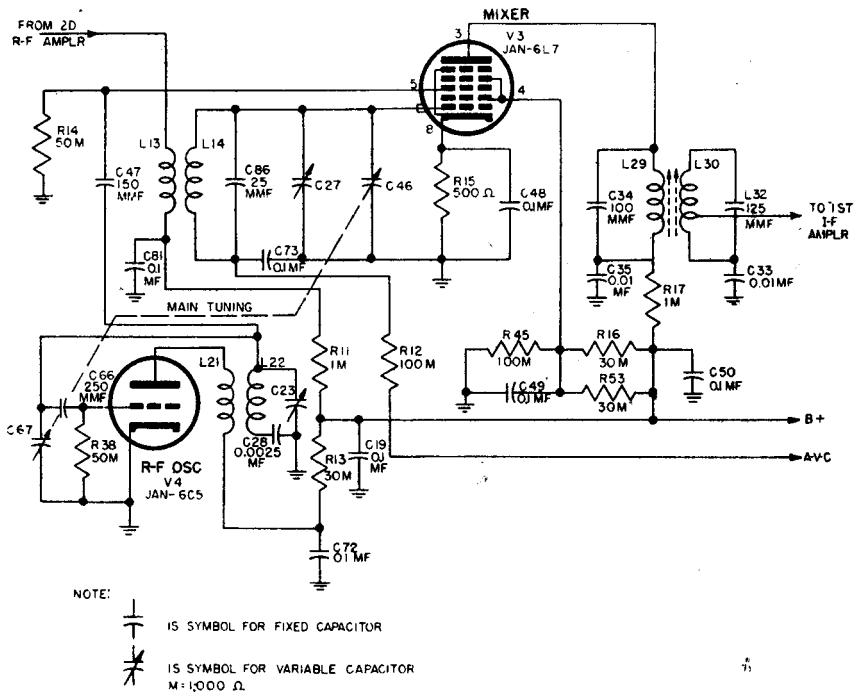 FROM 2D
R-F AMPLR
MIXER
3
V3
JAN-6L7
5
4
8
R14
50M
C47
150
MMF
L13
L14
C86
25
MMF
C27
C46
R15
500 Ω
C48
0.1MF
L29
L30
C34
100
MMF
L32
125
MMF
TO 1ST
I-F
AMPLR
C81
0.1
MF
C73
0.1MF
C35
0.01
MF
R17
1M
C33
0.01MF
MAIN TUNING
C66
250
MMF
L21
L22
C23
R11
1M
R12
100M
R45
100M
R16
30M
C49
0.1MF
R53
30M
C50
0.1MF
B+
C67
R38
50M
R-F OSC
V4
JAN-6C5
C28
0.0025
MF
R13
30M
C19
0.1
MF
A-V-C
C72
0.1 MF
NOTE:
IS SYMBOL FOR FIXED CAPACITOR
IS SYMBOL FOR VARIABLE CAPACITOR
M=1,000 Ω